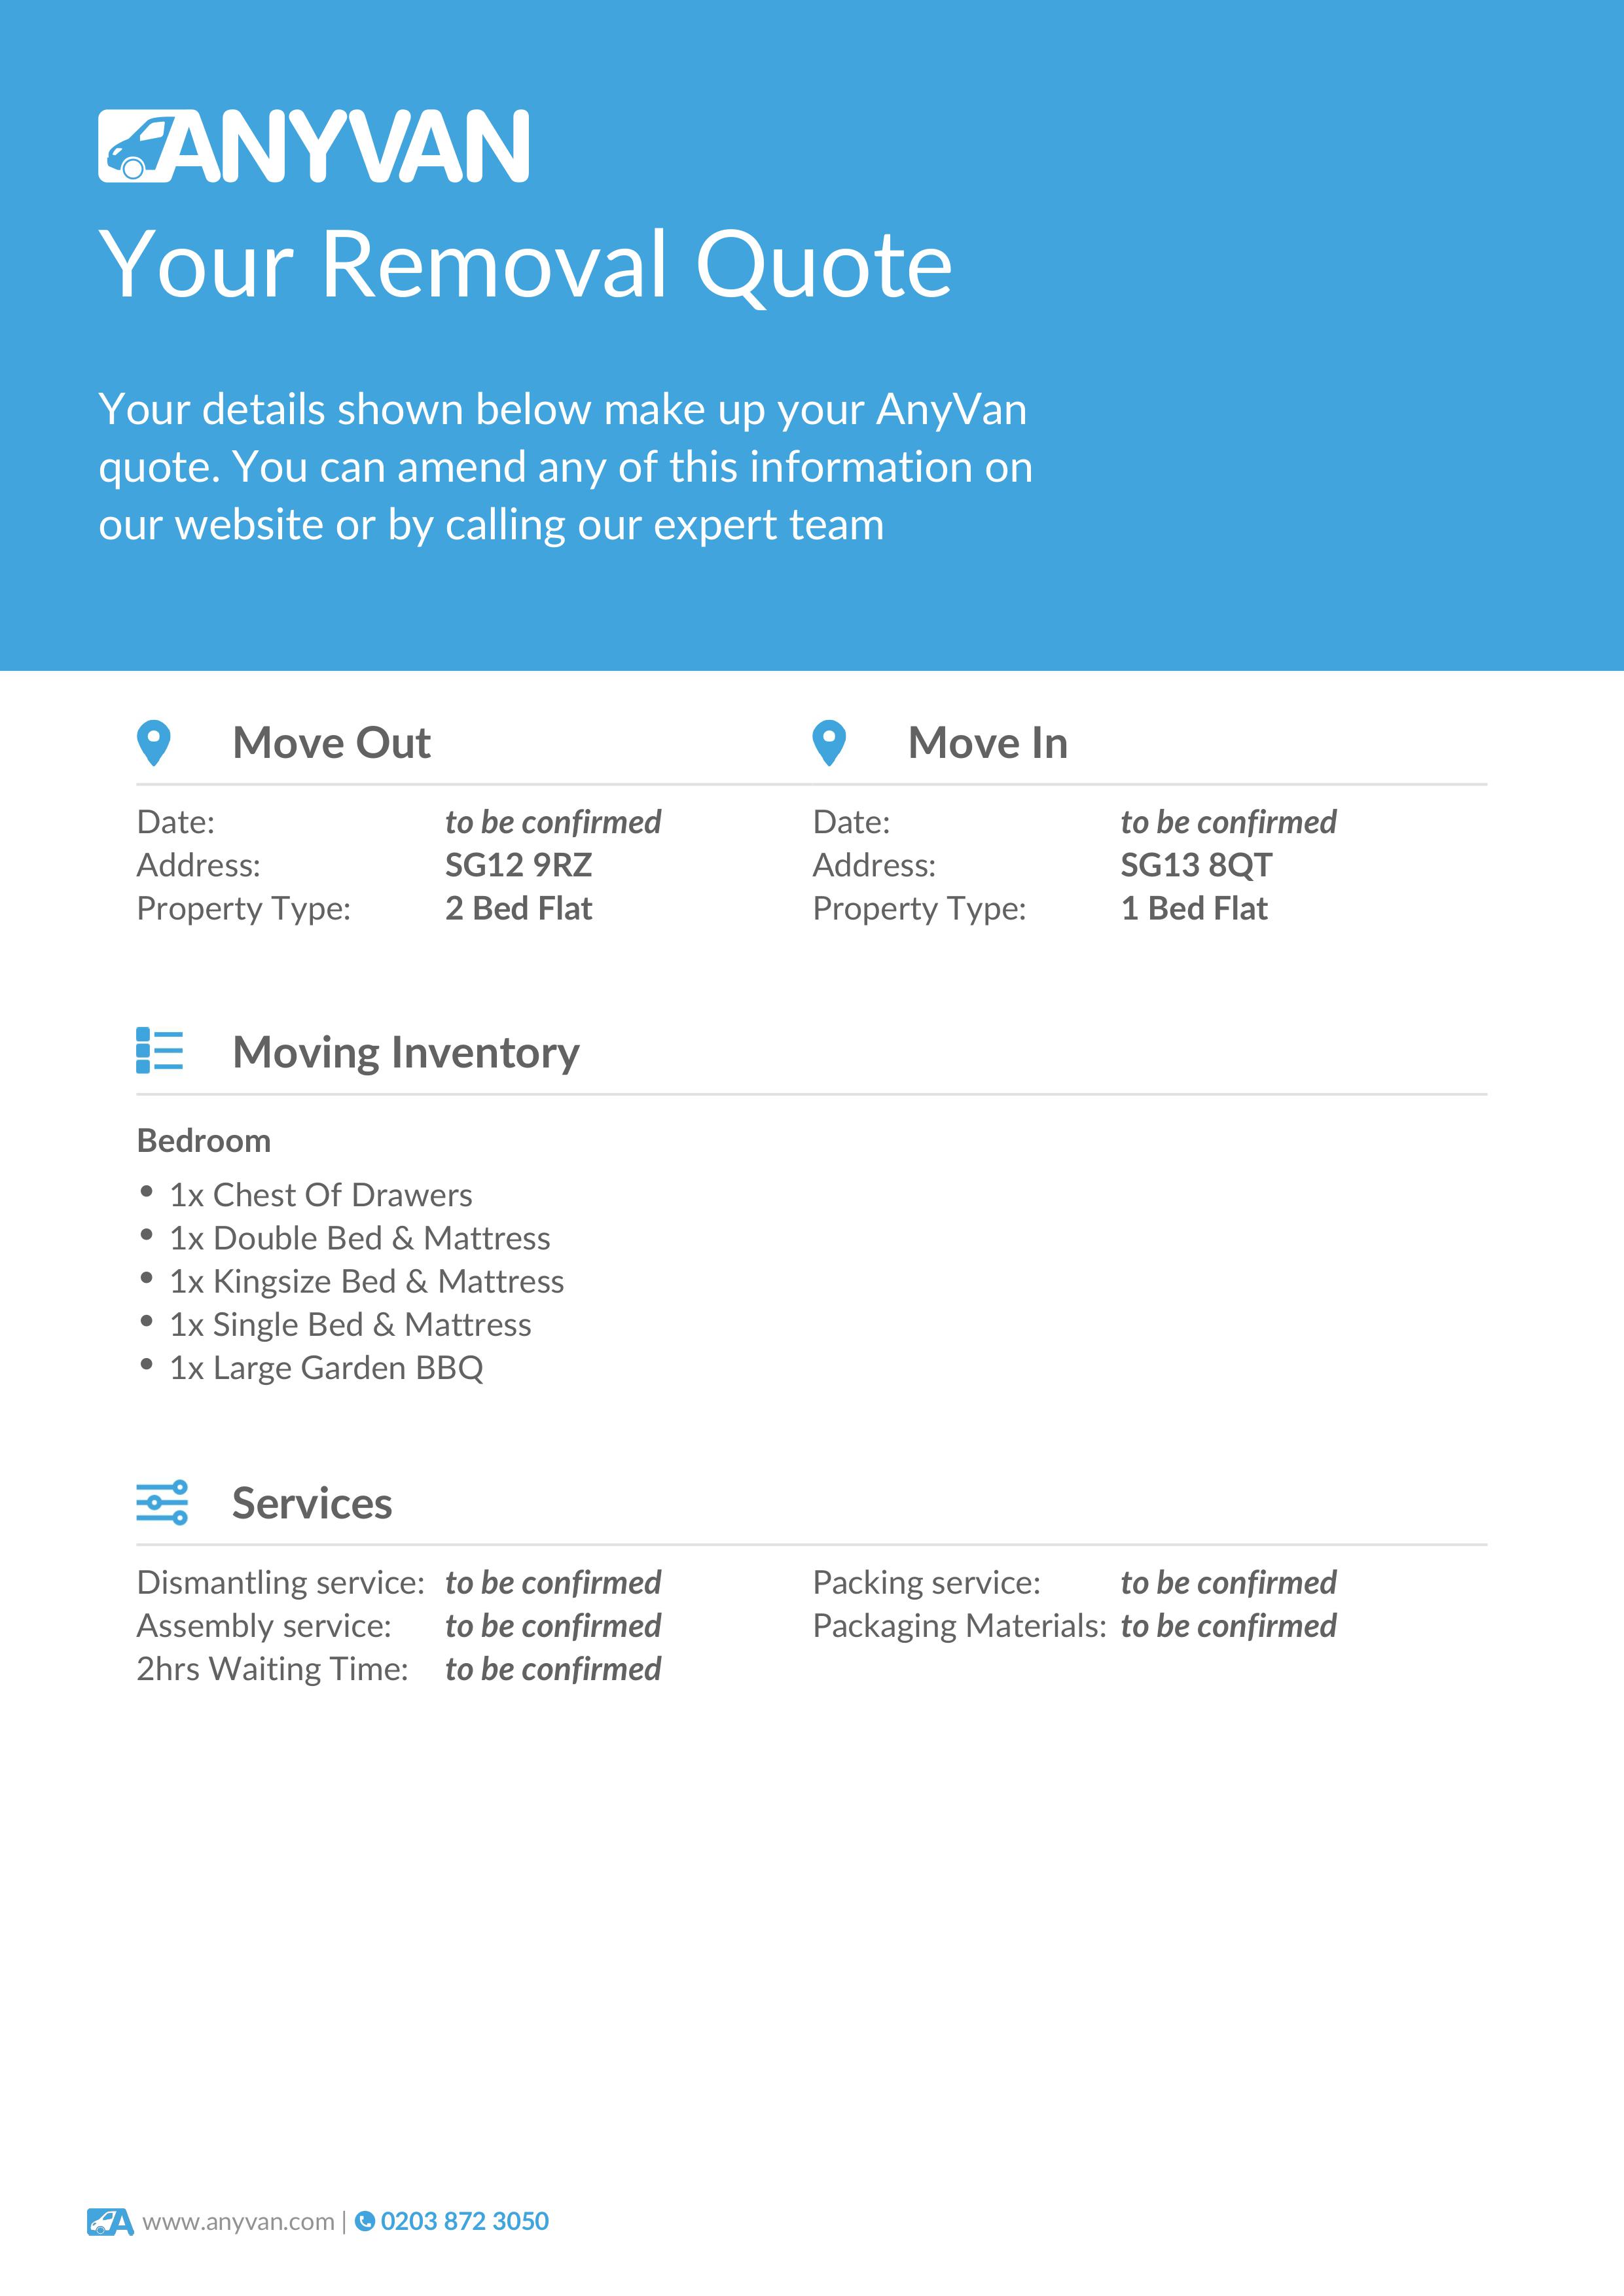 ANYVAN
Your Removal Quote
Your details shown below make up your AnyVan
quote. You can amend any of this information on
our website or by calling our expert team
Move Out
Date: to be confirmed
Address: SG12 9RZ
Property Type: 2 Bed Flat
Move In
Date: to be confirmed
Address: SG13 8QT
Property Type: 1 Bed Flat
Moving Inventory
Bedroom
• 1x Chest Of Drawers
• 1x Double Bed & Mattress
• 1x Kingsize Bed & Mattress
• 1x Single Bed & Mattress
• 1x Large Garden BBQ
Services
Dismantling service: to be confirmed
Assembly service: to be confirmed
2hrs Waiting Time: to be confirmed
Packing service: to be confirmed
Packaging Materials: to be confirmed
A www.anyvan.com | 0203 872 3050